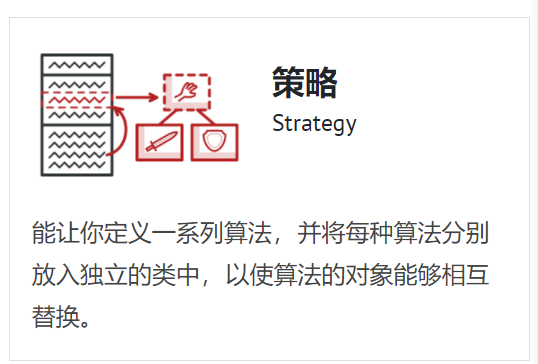 策略
Strategy
能让你定义一系列算法，并将每种算法分别
放入独立的类中，以使算法的对象能够相互
替换。